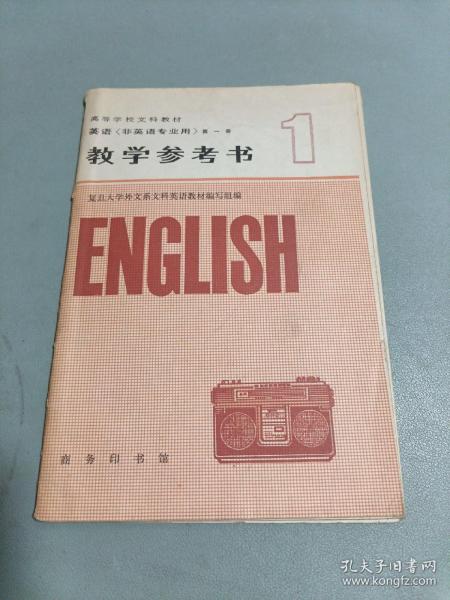 高等学校文科教材
英语〈非英语专业用〉第一册
1
教学参考书
复旦大学外文系文科英语教材编写组编
ENGLISH
商务印书馆
孔夫子旧书网
www.kongfz.com